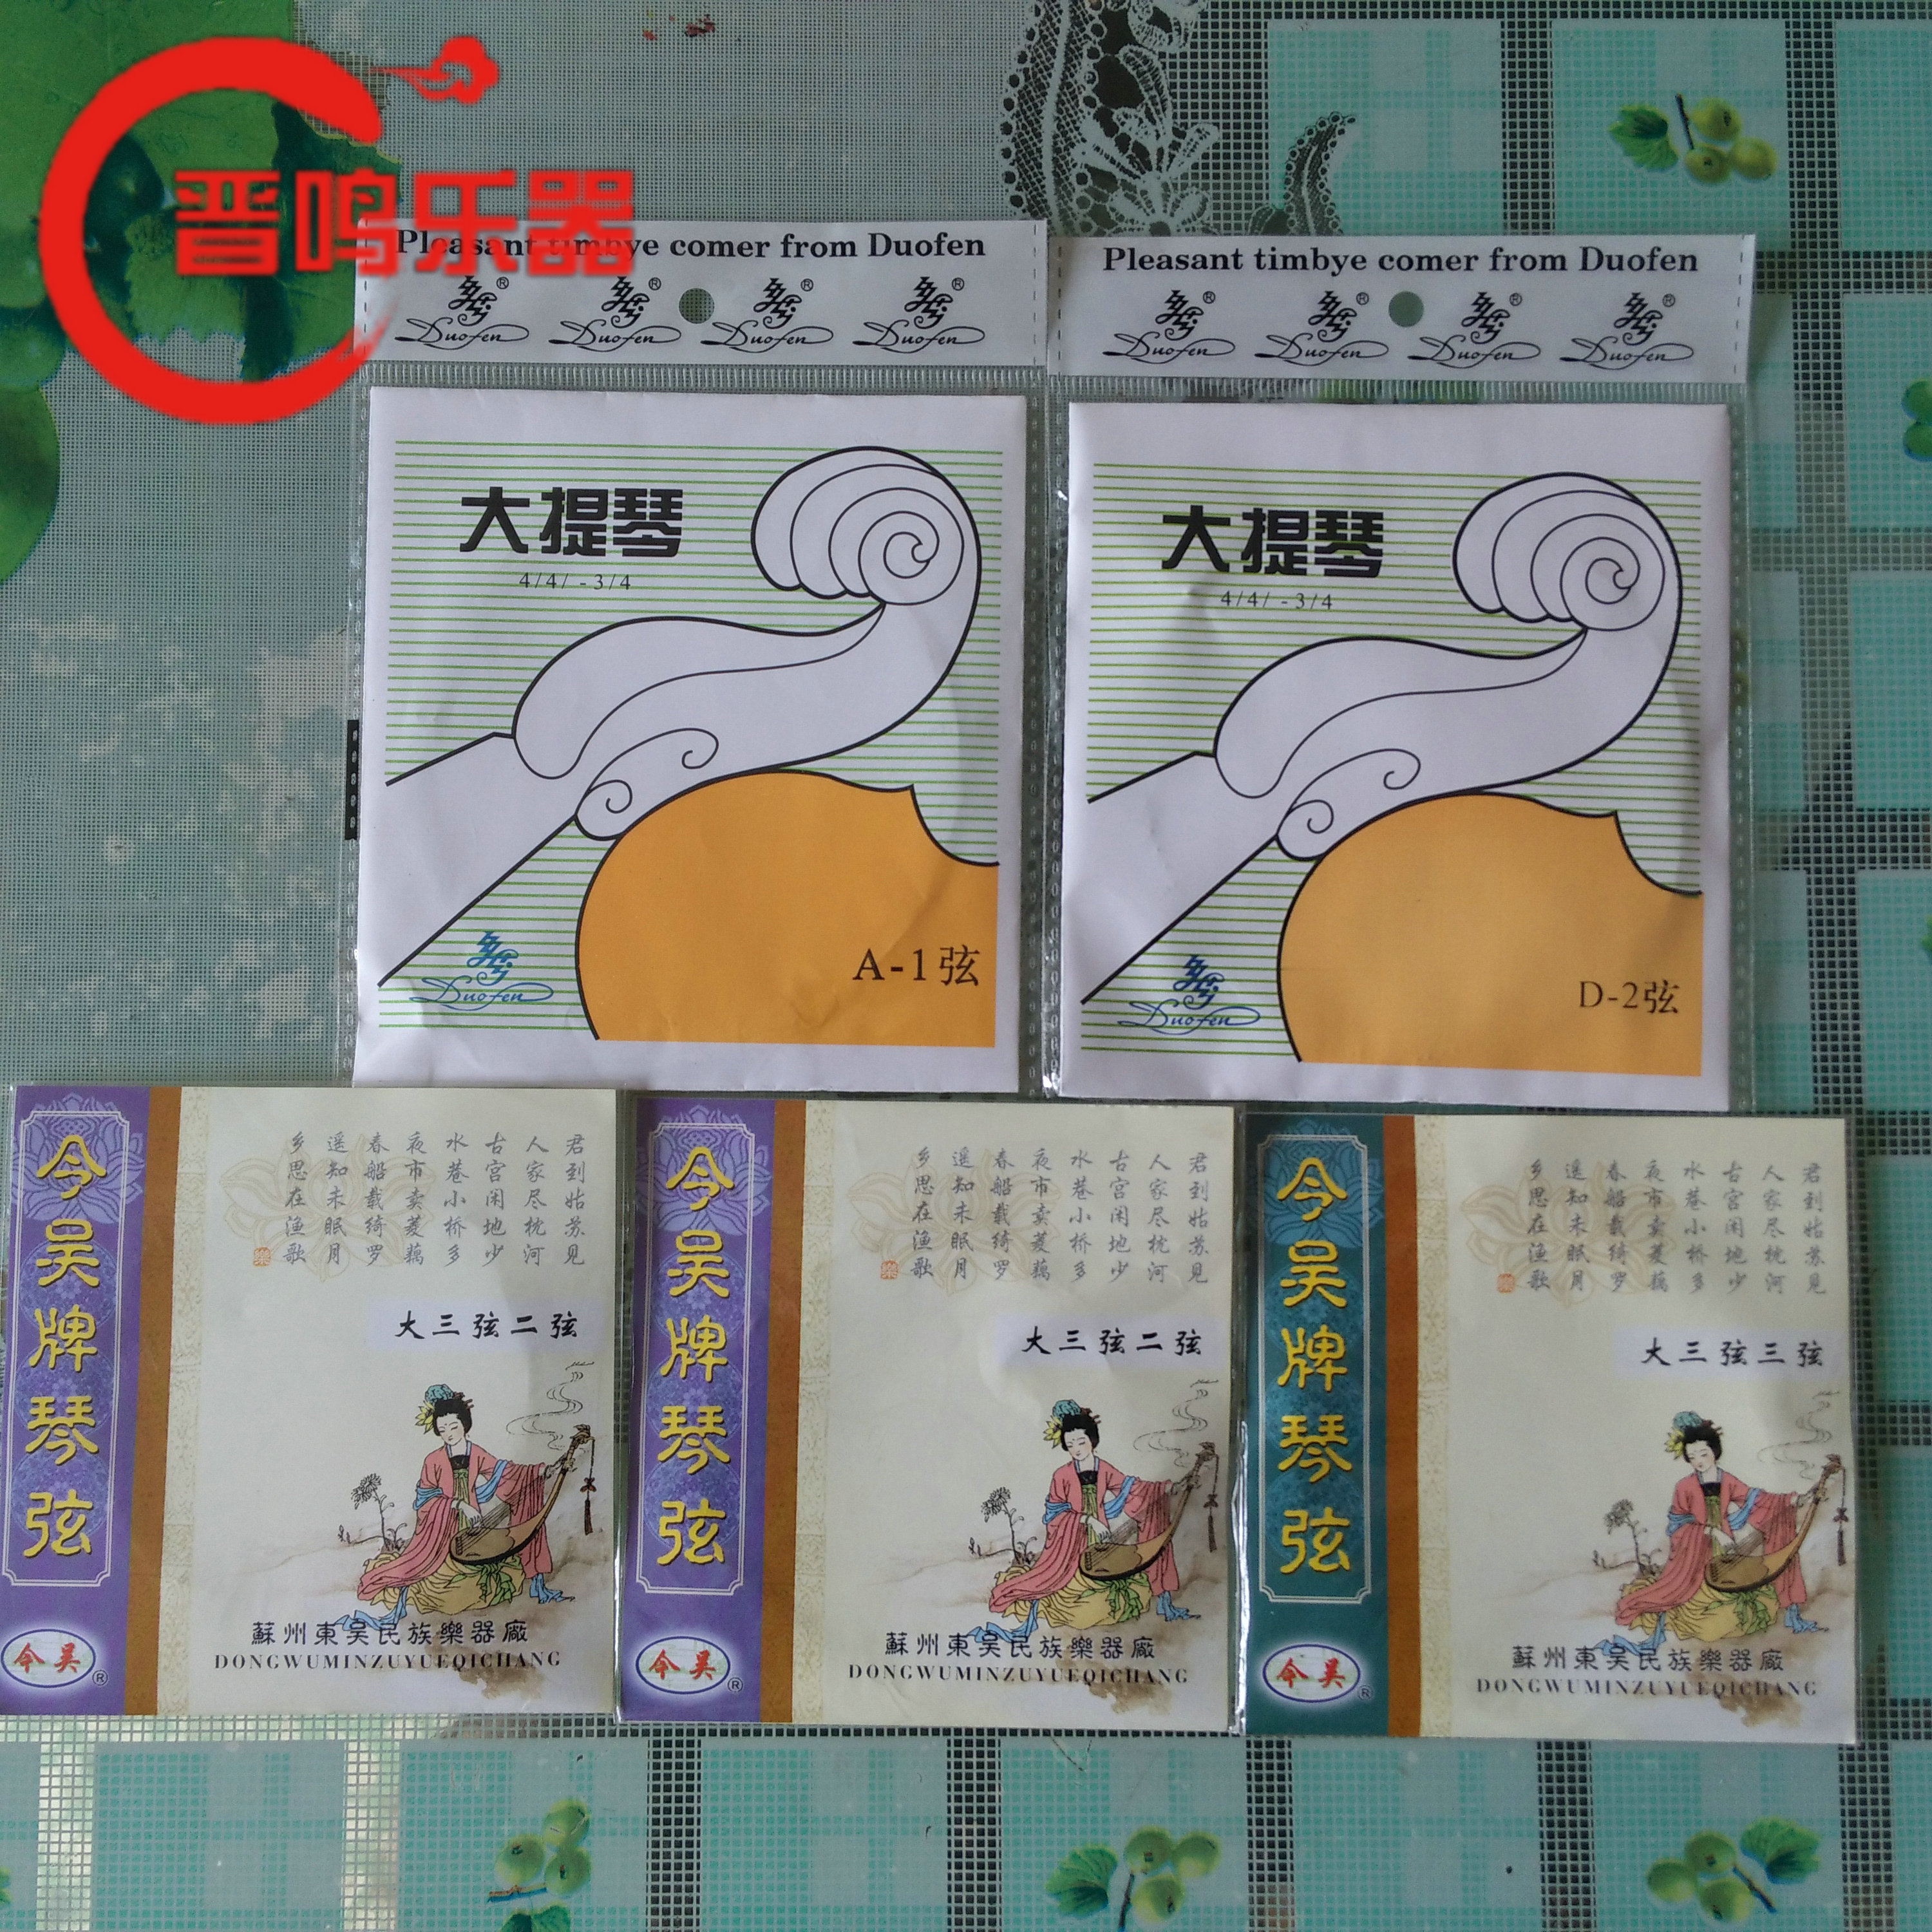 晋鸣乐器
Pleasant timbye comer from Duofen
Duofen® Duofen® Duofen® Duofen®
大提琴
4/4/ -3/4
Duofen
A-1弦
Pleasant timbye comer from Duofen
Duofen® Duofen® Duofen® Duofen®
大提琴
4/4/ -3/4
Duofen
D-2弦
今吴牌琴弦
今吴®
君到姑苏见
人家尽枕河
古宫闲地少
水巷小桥多
夜市卖菱藕
春船载绮罗
遥知未眠月
乡思在渔歌
大三弦二弦
蘇州東吴民族樂器廠
DONGWUMINZUYUEQICHANG
今吴牌琴弦
今吴®
君到姑苏见
人家尽枕河
古宫闲地少
水巷小桥多
夜市卖菱藕
春船载绮罗
遥知未眠月
乡思在渔歌
大三弦二弦
蘇州東吴民族樂器廠
DONGWUMINZUYUEQICHANG
今吴牌琴弦
今吴®
君到姑苏见
人家尽枕河
古宫闲地少
水巷小桥多
夜市卖菱藕
春船载绮罗
遥知未眠月
乡思在渔歌
大三弦三弦
蘇州東吴民族樂器廠
DONGWUMINZUYUEQICHANG